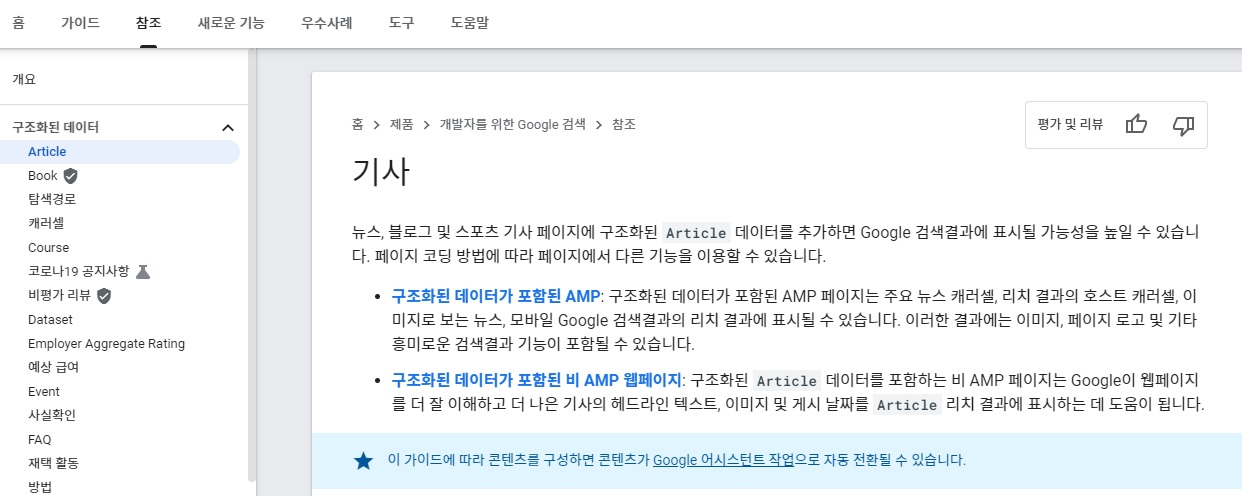 홈 가이드 참조 새로운 기능 우수사례 도구 도움말
개요
구조화된 데이터
Article
Book
탐색경로
캐러셀
Course
코로나19 공지사항
비평가 리뷰
Dataset
Employer Aggregate Rating
예상 급여
Event
사실확인
FAQ
재택 활동
방법
홈 > 제품 > 개발자를 위한 Google 검색 > 참조
평가 및 리뷰
기사
뉴스, 블로그 및 스포츠 기사 페이지에 구조화된 Article 데이터를 추가하면 Google 검색결과에 표시될 가능성을 높일 수 있습니
다. 페이지 코딩 방법에 따라 페이지에서 다른 기능을 이용할 수 있습니다.
• 구조화된 데이터가 포함된 AMP: 구조화된 데이터가 포함된 AMP 페이지는 주요 뉴스 캐러셀, 리치 결과의 호스트 캐러셀, 이
미지로 보는 뉴스, 모바일 Google 검색결과의 리치 결과에 표시될 수 있습니다. 이러한 결과에는 이미지, 페이지 로고 및 기타
흥미로운 검색결과 기능이 포함될 수 있습니다.
• 구조화된 데이터가 포함된 비 AMP 웹페이지: 구조화된 Article 데이터를 포함하는 비 AMP 페이지는 Google이 웹페이지
를 더 잘 이해하고 더 나은 기사의 헤드라인 텍스트, 이미지 및 게시 날짜를 Article 리치 결과에 표시하는 데 도움이 됩니다.
이 가이드에 따라 콘텐츠를 구성하면 콘텐츠가 Google 어시스턴트 작업으로 자동 전환될 수 있습니다.